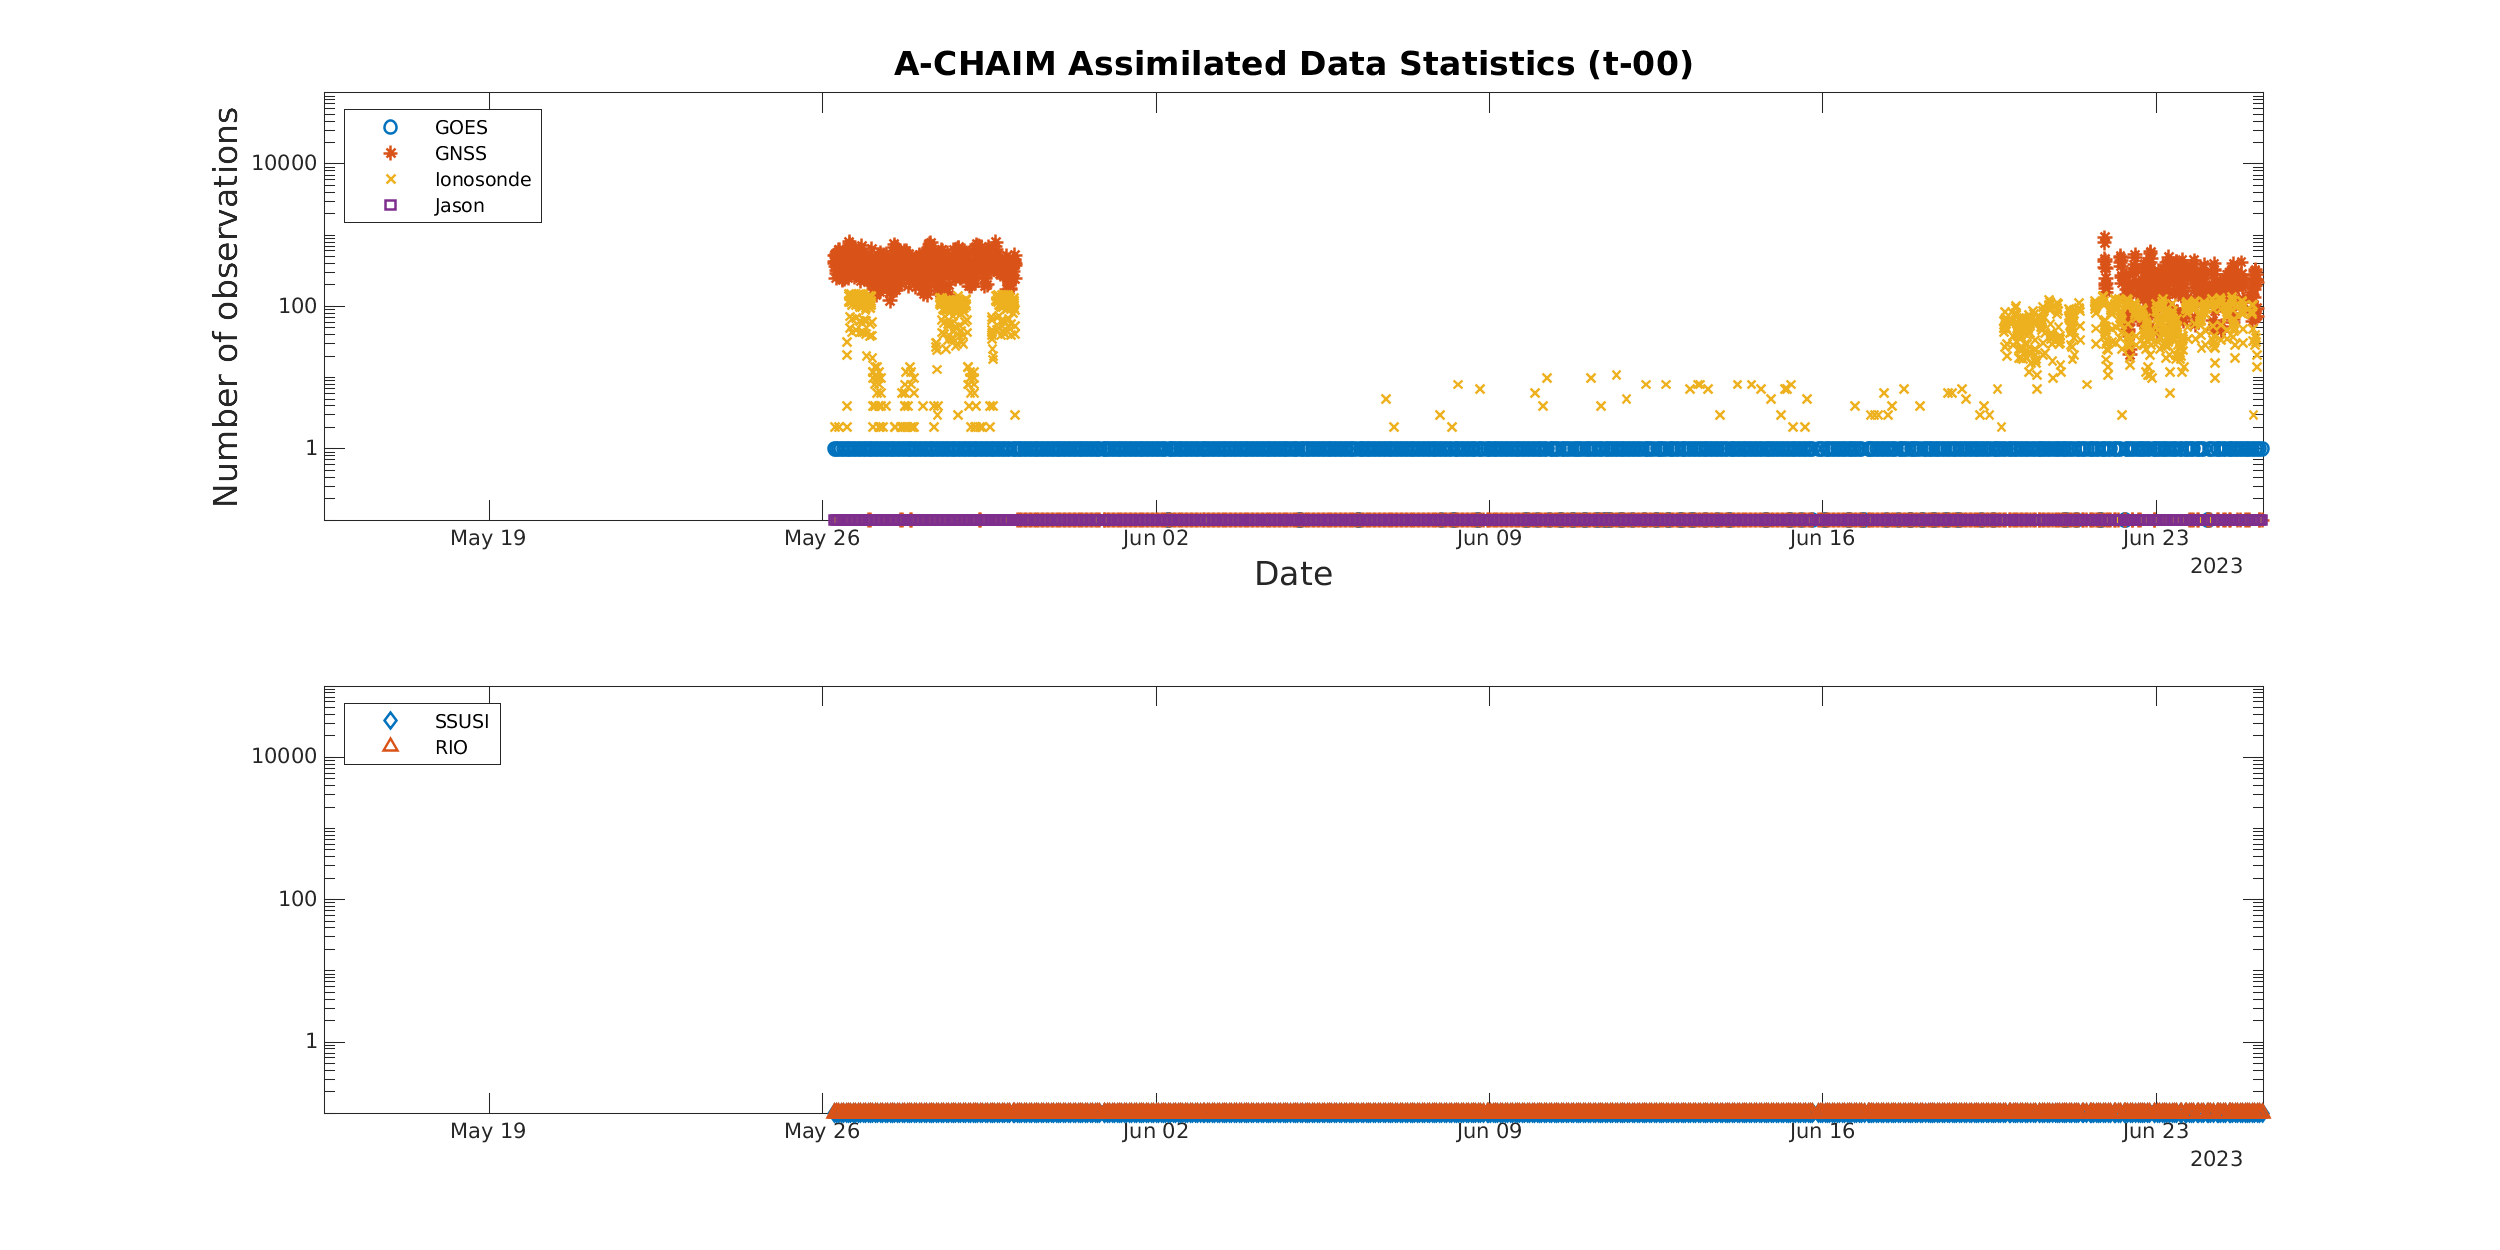 A-CHAIM Assimilated Data Statistics (t-00)
Number of observations
10000
100
1
GOES
GNSS
Ionosonde
Jason
May 19
May 26
Jun 02
Jun 09
Jun 16
Jun 23
2023
Date
10000
100
1
SSUSI
RIO
May 19
May 26
Jun 02
Jun 09
Jun 16
Jun 23
2023